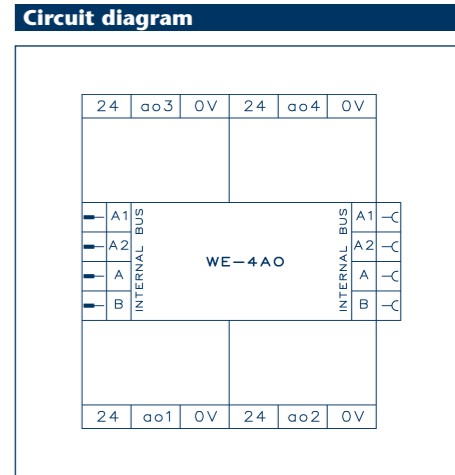 Circuit diagram
24 ao3 0V 24 ao4 0V
A1 A1
A2 A2
A A
B B
INTERNAL BUS
WE-4AO
INTERNAL BUS
24 ao1 0V 24 ao2 0V